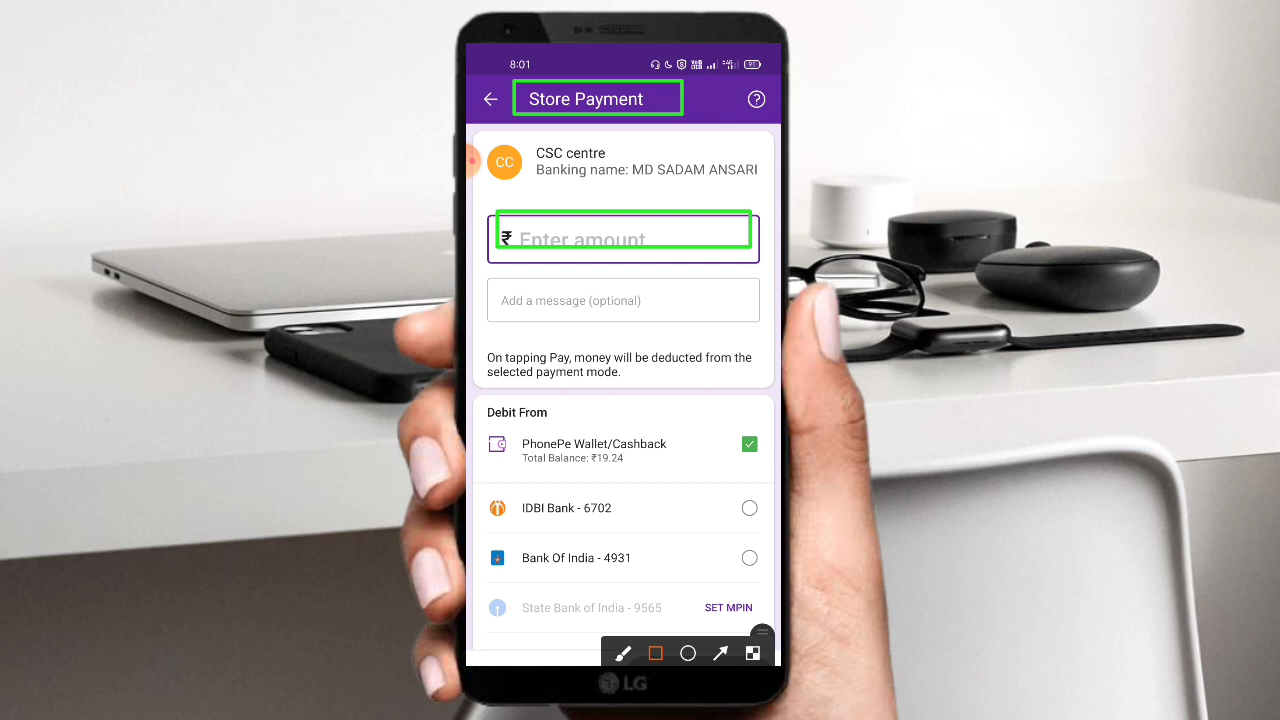 8:01
91
Store Payment
?
CC
CSC centre
Banking name: MD SADAM ANSARI
₹ Enter amount
Add a message (optional)
On tapping Pay, money will be deducted from the
selected payment mode.
Debit From
PhonePe Wallet/Cashback
Total Balance: ₹19.24
IDBI Bank - 6702
Bank Of India - 4931
State Bank of India - 9565
SET MPIN
LG